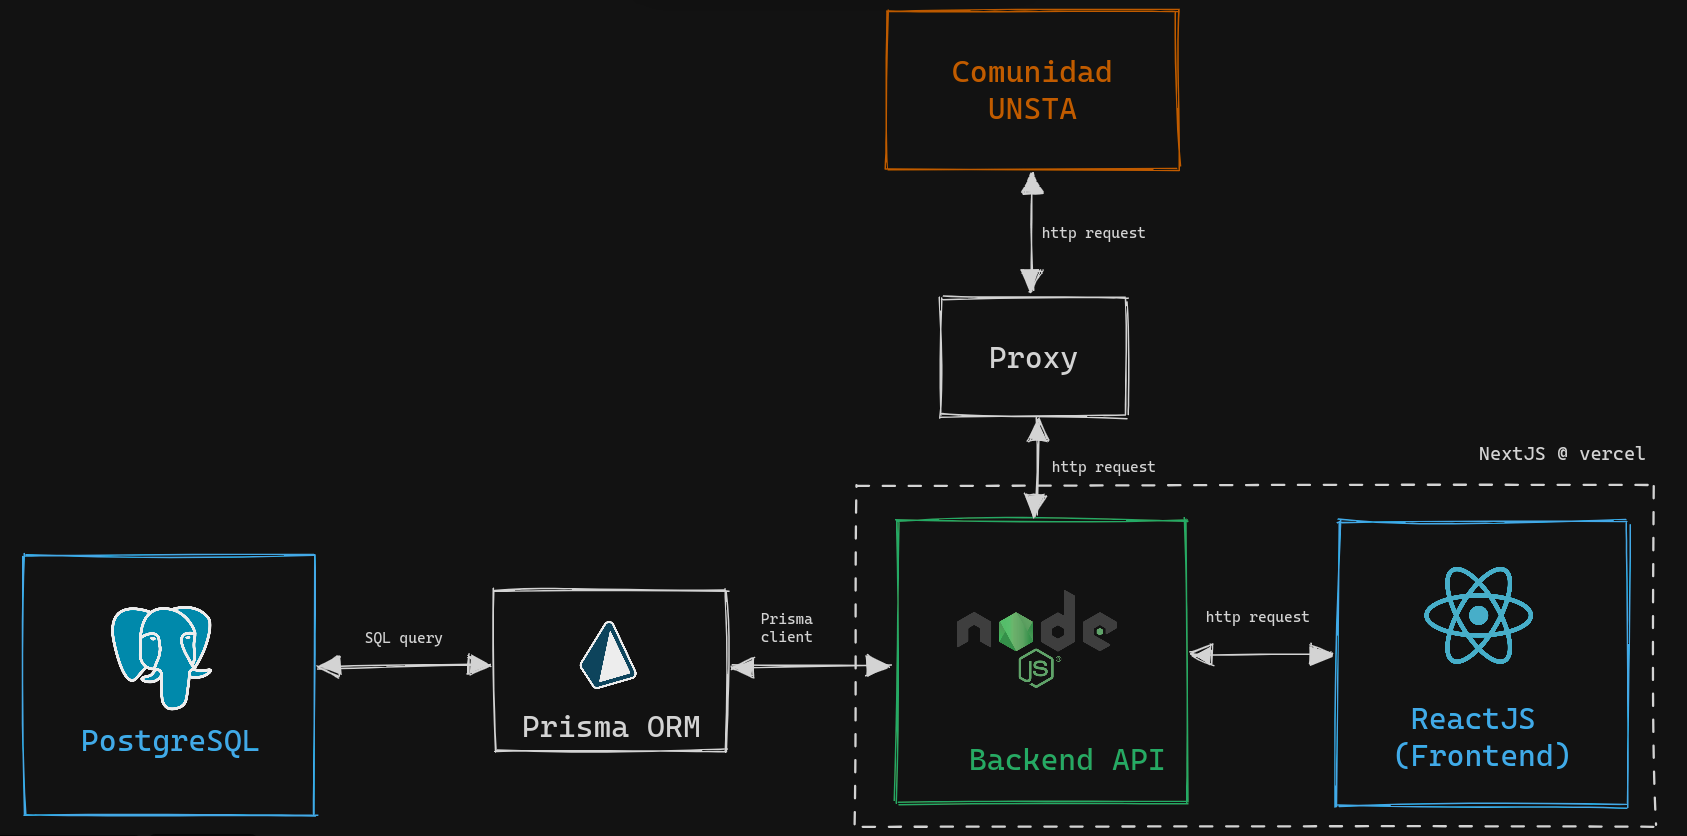 Comunidad
UNSTA
http request
Proxy
http request
NextJS @ vercel
PostgreSQL
SQL query
Prisma ORM
Prisma
client
node
JS
Backend API
http request
ReactJS
(Frontend)